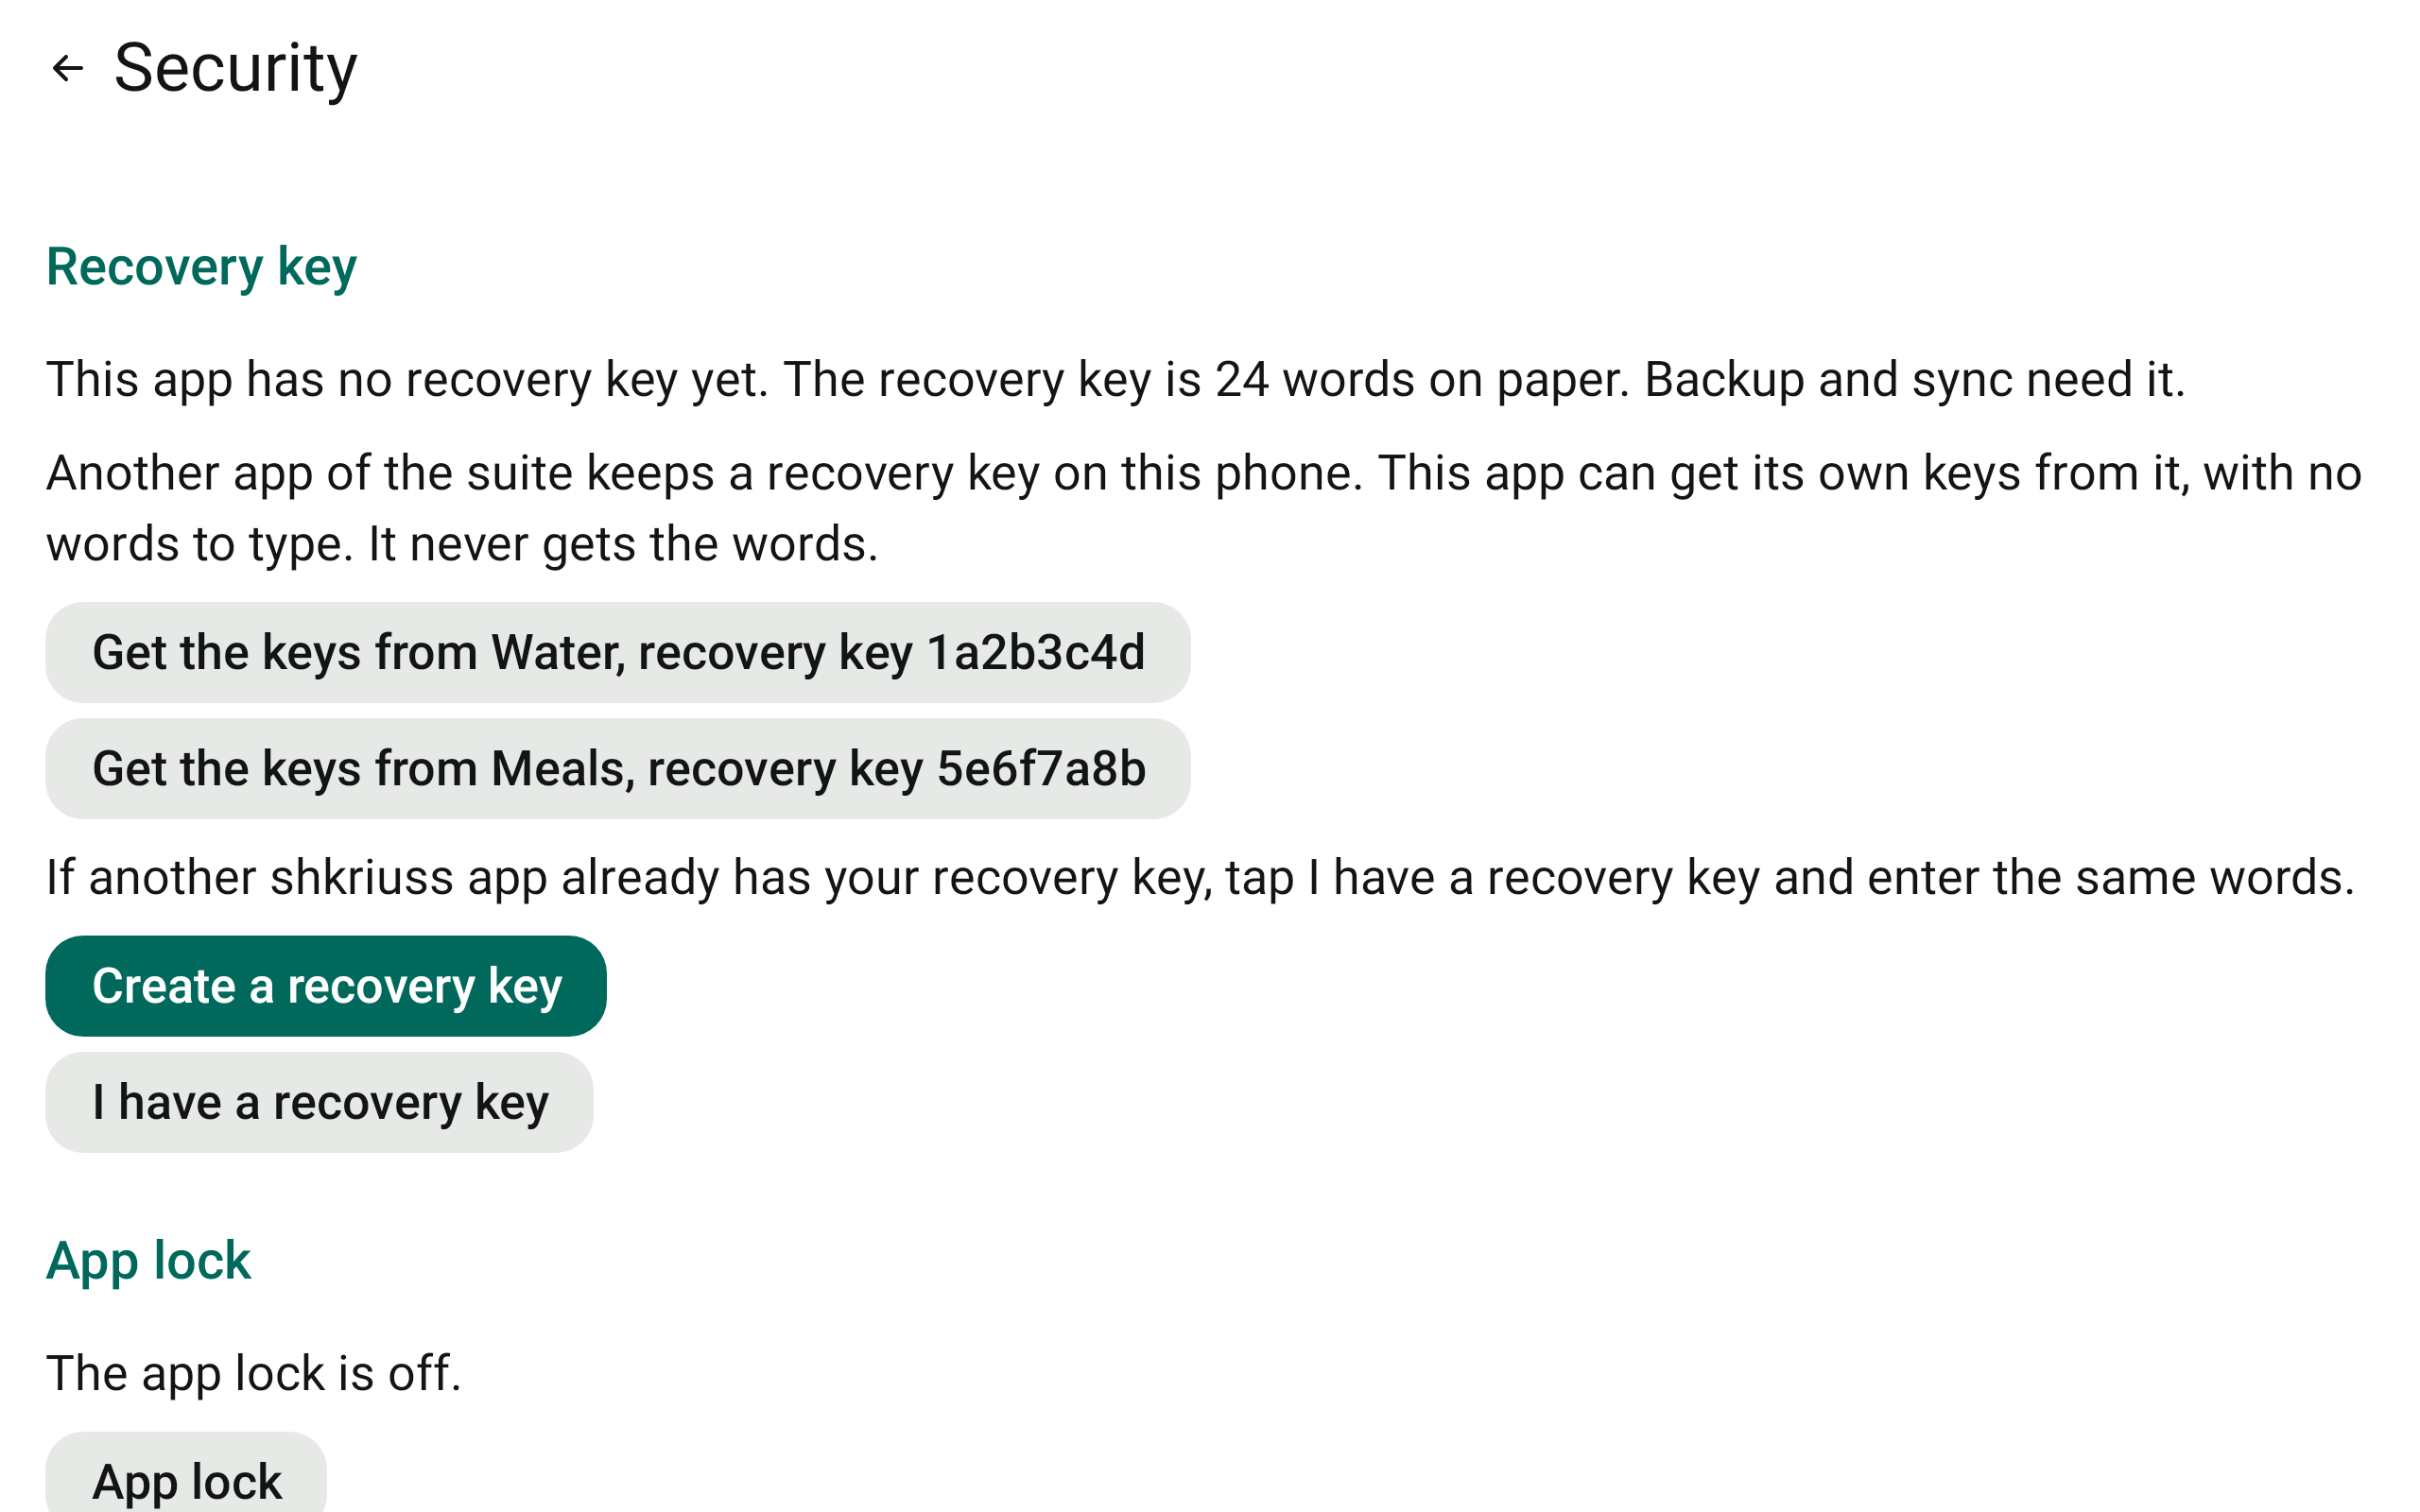 Security
Recovery key
This app has no recovery key yet. The recovery key is 24 words on paper. Backup and sync need it.
Another app of the suite keeps a recovery key on this phone. This app can get its own keys from it, with no
words to type. It never gets the words.
Get the keys from Water, recovery key 1a2b3c4d
Get the keys from Meals, recovery key 5e6f7a8b
If another shkriuss app already has your recovery key, tap I have a recovery key and enter the same words.
Create a recovery key
I have a recovery key
App lock
The app lock is off.
App lock